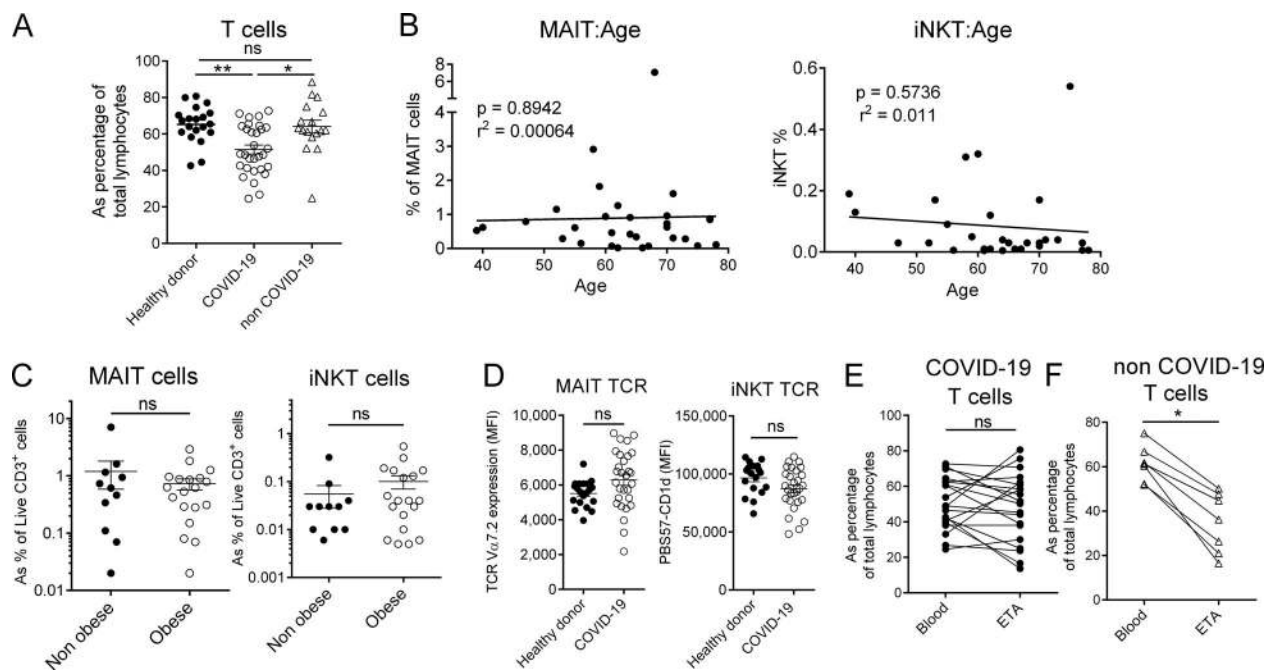 A
T cells
ns
**
*
As percentage of
total lymphocytes
100
80
60
40
20
0
Healthy donor
COVID-19
non COVID-19
B
MAIT:Age
p = 0.8942
r² = 0.00064
% of MAIT cells
8
6
4
3
2
1
0
40
50
60
70
80
Age
iNKT:Age
p = 0.5736
r² = 0.011
iNKT %
0.6
0.4
0.2
0.0
40
50
60
70
80
Age
C
MAIT cells
ns
As % of Live CD3⁺ cells
10
1
0.1
0.01
Non obese
Obese
iNKT cells
ns
As % of Live CD3⁺ cells
1
0.1
0.01
0.001
Non obese
Obese
D
MAIT TCR
ns
TCR Vα7.2 expression (MFI)
10,000
8,000
6,000
4,000
2,000
0
Healthy donor
COVID-19
iNKT TCR
ns
PBS57-CD1d (MFI)
150,000
100,000
50,000
0
Healthy donor
COVID-19
E
COVID-19
T cells
ns
As percentage
of total lymphocytes
100
80
60
40
20
0
Blood
ETA
F
non COVID-19
T cells
*
As percentage
of total lymphocytes
80
60
40
20
0
Blood
ETA